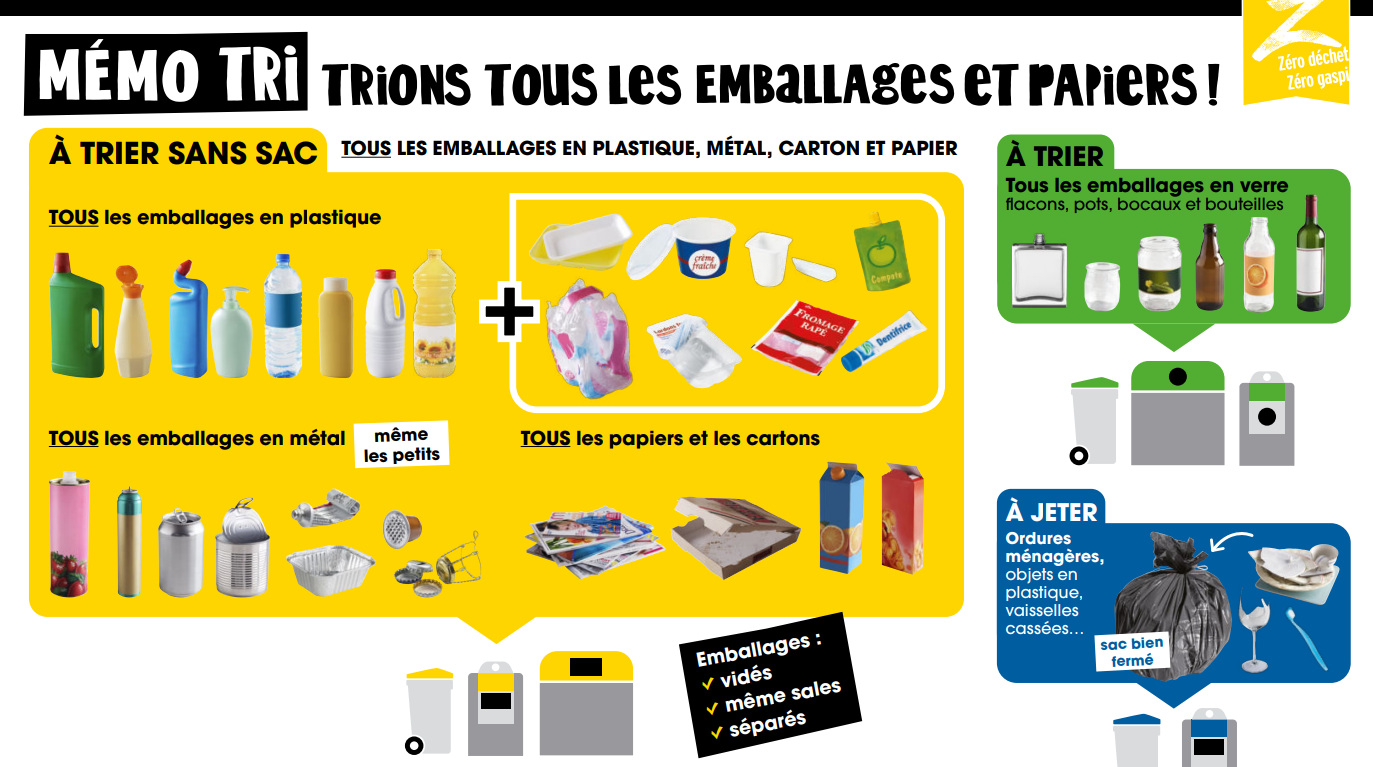 MÉMO TRi TRiONS TOUS LES EMBALLAGES ET PAPiERS !
Zéro déchet
Zéro gaspi
À TRIER SANS SAC
TOUS LES EMBALLAGES EN PLASTIQUE, MÉTAL, CARTON ET PAPIER
TOUS les emballages en plastique
crème
fraîche
Compote
Lardons
FROMAGE
RAPÉ
Dentifrice
TOUS les emballages en métal
même
les petits
TOUS les papiers et les cartons
Emballages :
✓ vidés
✓ même sales
✓ séparés
À TRIER
Tous les emballages en verre
flacons, pots, bocaux et bouteilles
À JETER
Ordures
ménagères,
objets en
plastique,
vaisselles
cassées...
sac bien
fermé